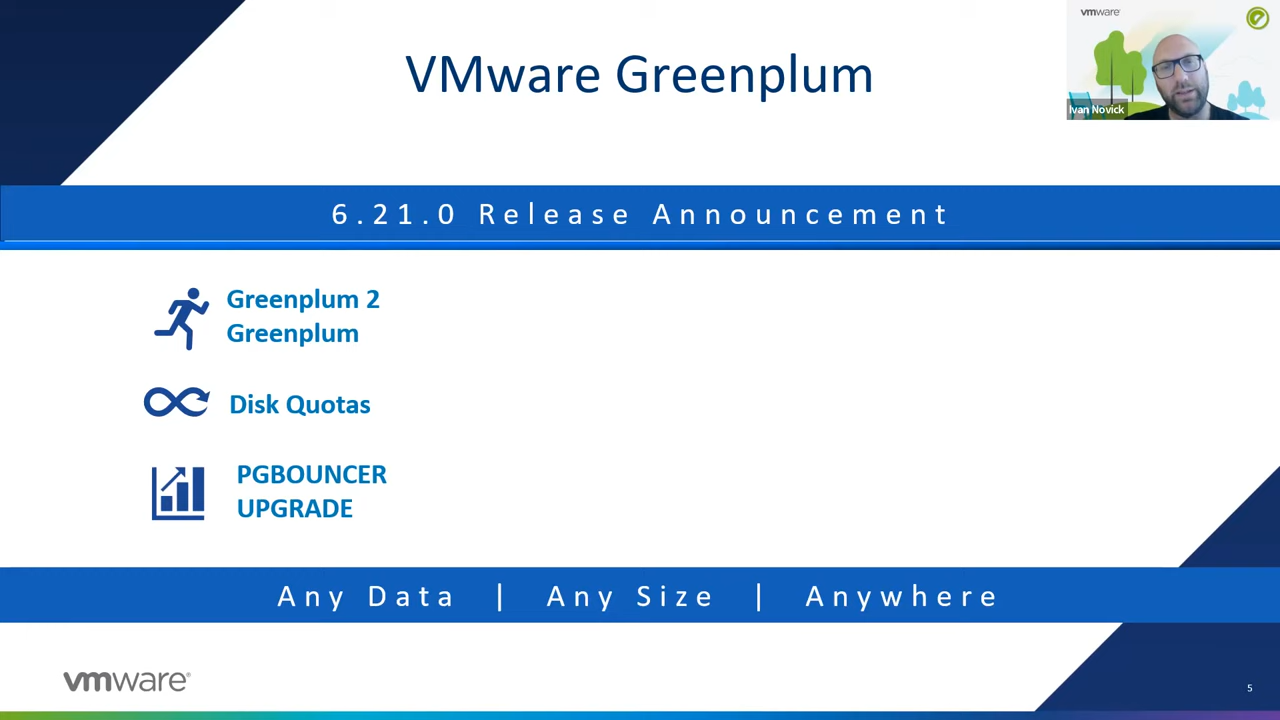 VMware Greenplum
vmware
Ivan Novick
6.21.0 Release Announcement
Greenplum 2
Greenplum
Disk Quotas
PGBOUNCER
UPGRADE
Any Data | Any Size | Anywhere
vmware®
5